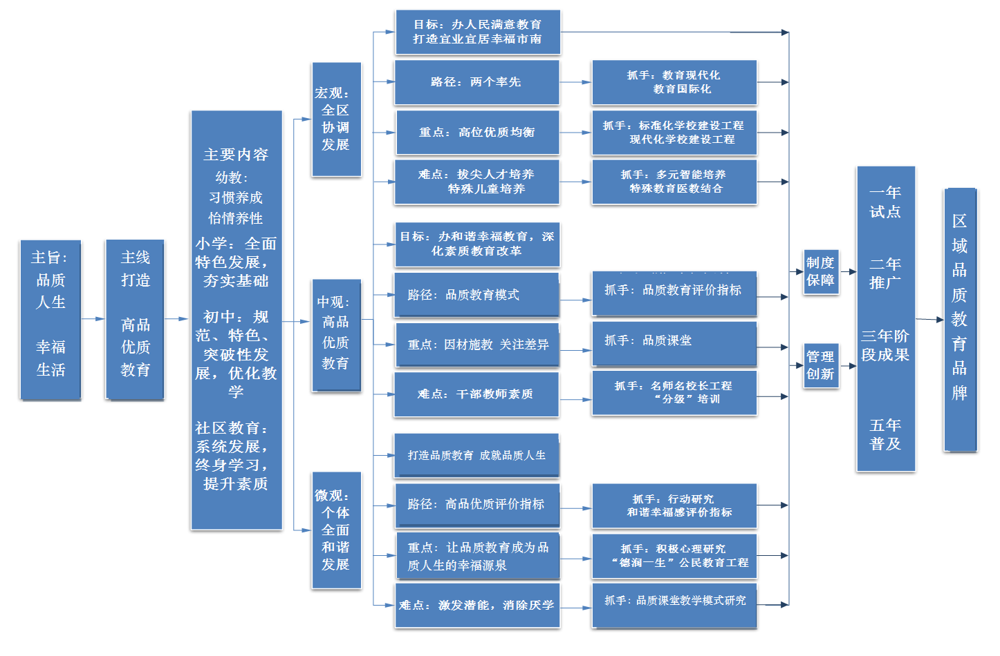 主旨：
品质
人生
幸福
生活
主线
打造
高品
优质
教育
主要内容
幼教：
习惯养成
怡情养性
小学：全面
特色发展，
夯实基础
初中：规
范、特色、
突破性发
展，优化教
学
社区教育：
系统发展，
终身学习，
提升素质
宏观：
全区
协调
发展
中观：
高品
优质
教育
微观：
个体
全面
和谐
发展
目标：办人民满意教育
打造宜业宜居幸福市南
路径：两个率先
抓手：教育现代化
教育国际化
重点：高位优质均衡
抓手：标准化学校建设工程
现代化学校建设工程
难点：拔尖人才培养
特殊儿童培养
抓手：多元智能培养
特殊教育医教结合
目标：办和谐幸福教育，深
化素质教育改革
路径：品质教育模式
抓手：品质教育评价指标
重点：因材施教 关注差异
抓手：品质课堂
难点：干部教师素质
抓手：名师名校长工程
“分级”培训
打造品质教育 成就品质人生
路径：高品优质评价指标
抓手：行动研究
和谐幸福感评价指标
重点：让品质教育成为品
质人生的幸福源泉
抓手：积极心理研究
“德润一生”公民教育工程
难点：激发潜能，消除厌学
抓手：品质课堂教学模式研究
制度
保障
管理
创新
一年
试点
二年
推广
三年阶
段成果
五年
普及
区
域
品
质
教
育
品
牌